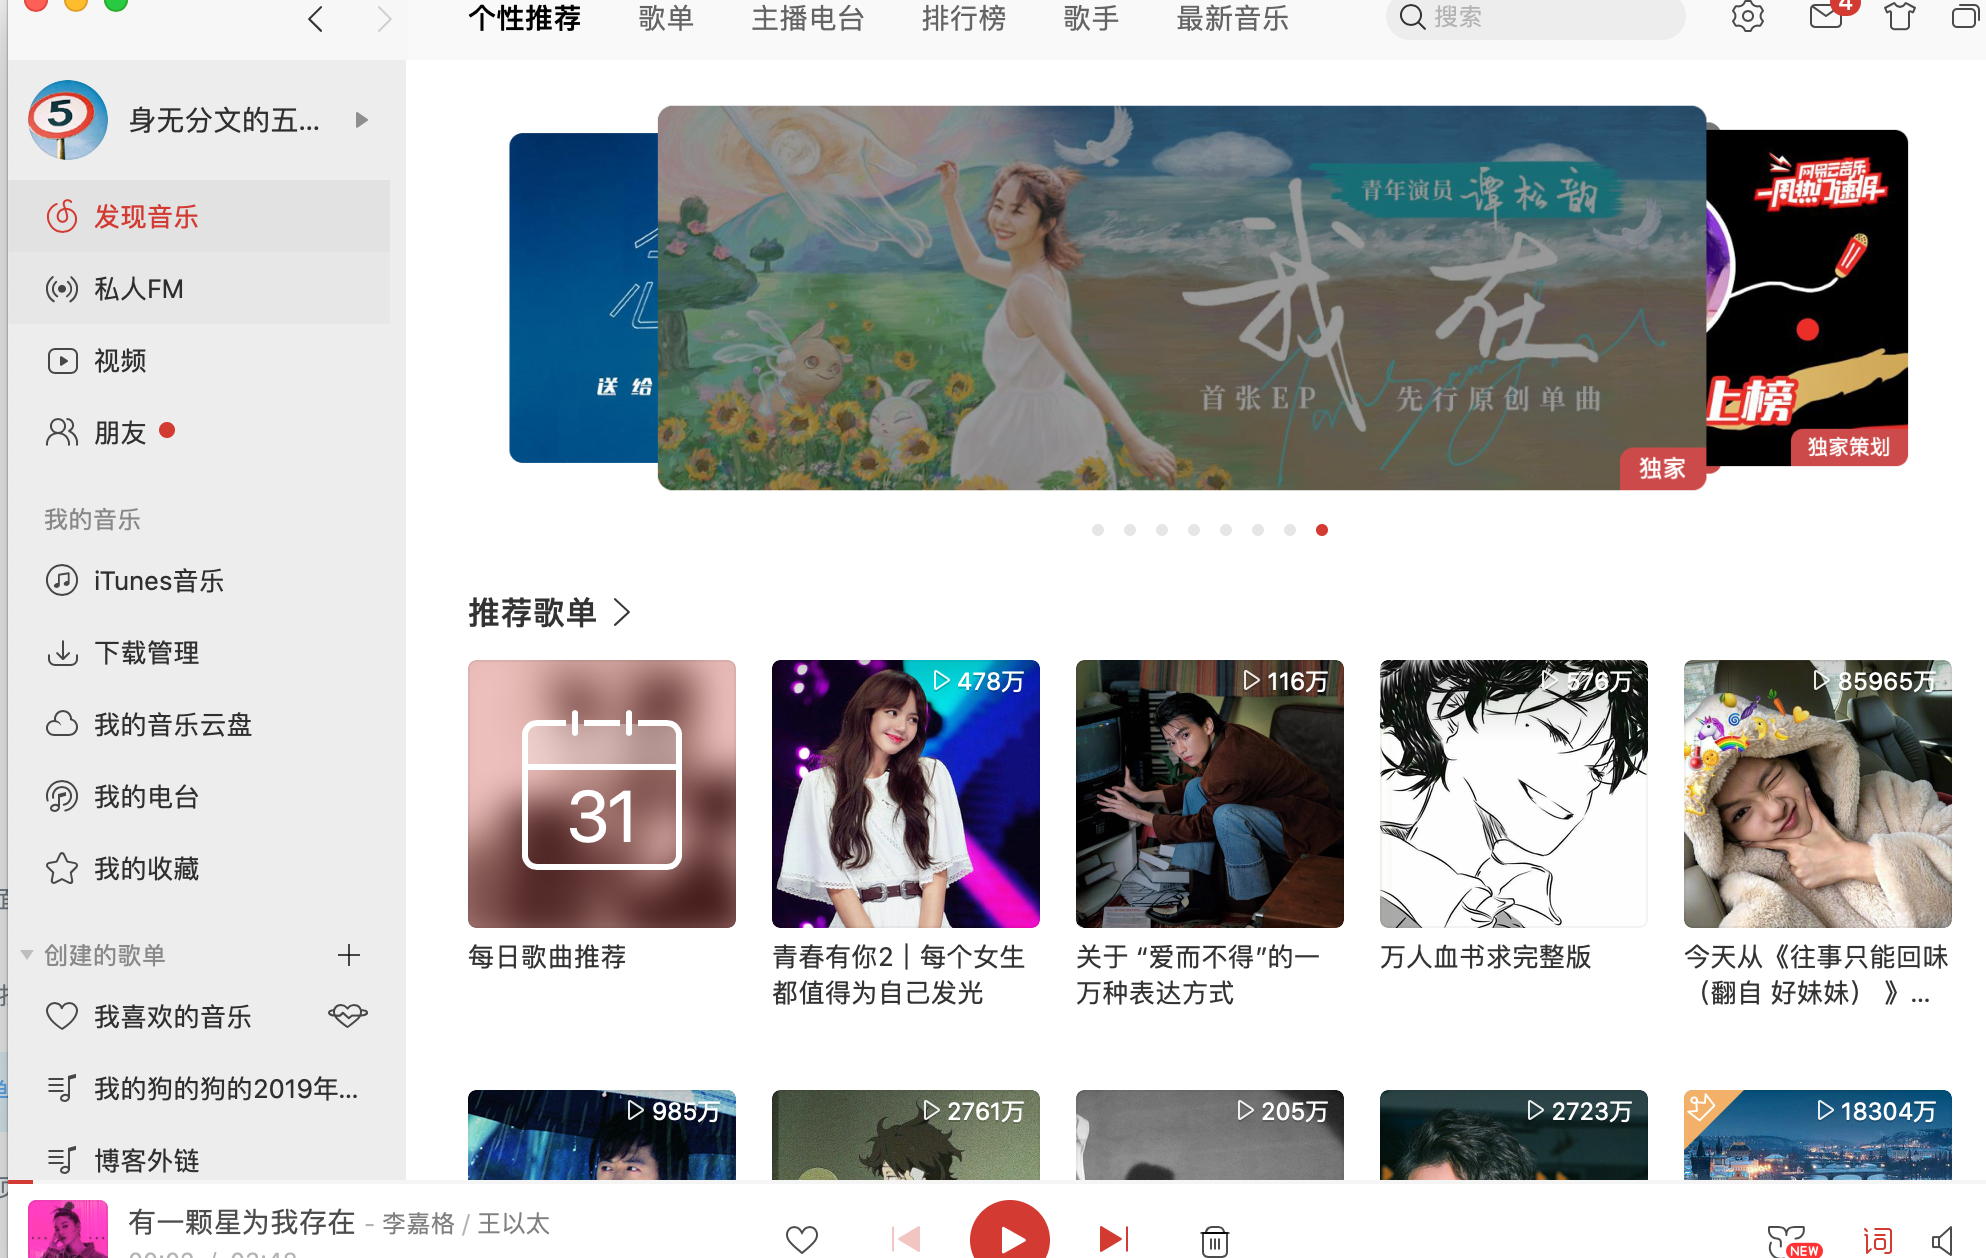 个性推荐
歌单
主播电台
排行榜
歌手
最新音乐
搜索
4
5
身无分文的五...
发现音乐
私人FM
视频
朋友
我的音乐
iTunes音乐
下载管理
我的音乐云盘
我的电台
我的收藏
创建的歌单
我喜欢的音乐
我的狗的狗的2019年...
博客外链
送给
青年演员 谭松韵
我在
首张EP 先行原创单曲
独家
网易云音乐
一周热门速报
上榜
独家策划
推荐歌单
31
478万
116万
576万
85965万
每日歌曲推荐
青春有你2｜每个女生
都值得为自己发光
关于 “爱而不得”的一
万种表达方式
万人血书求完整版
今天从《往事只能回味
（翻自 好妹妹） 》...
985万
2761万
205万
2723万
18304万
有一颗星为我存在 - 李嘉格 / 王以太
NEW
词